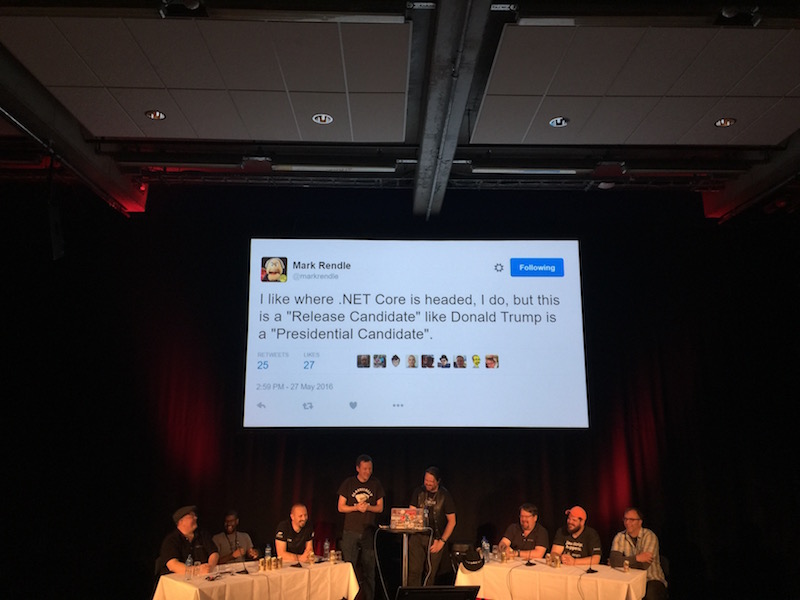 Mark Rendle
@markrendle
Following
I like where .NET Core is headed, I do, but this
is a "Release Candidate" like Donald Trump is
a "Presidential Candidate".
RETWEETS LIKES
25 27
2:59 PM - 27 May 2016